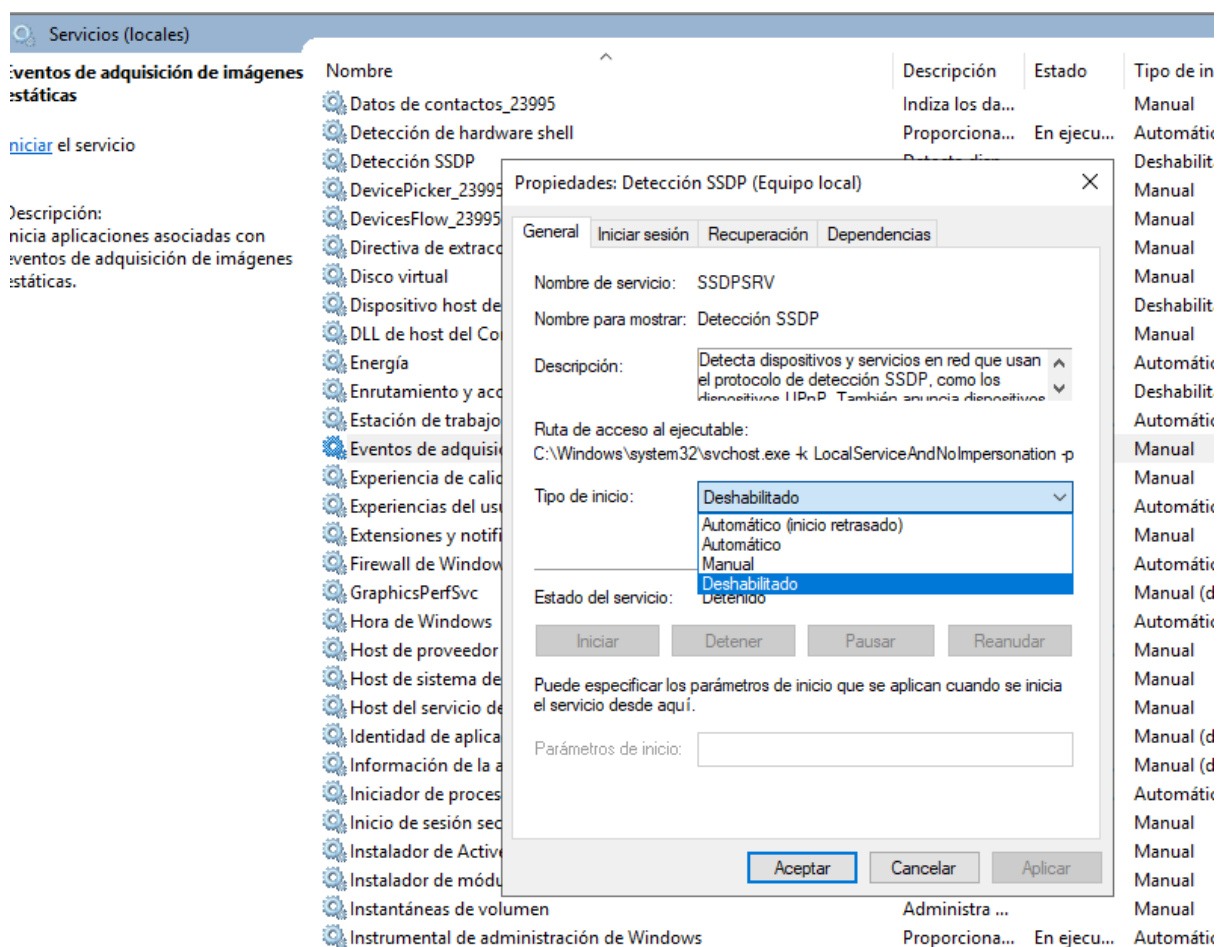 Servicios (locales)
Eventos de adquisición de imágenes
estáticas
Iniciar el servicio
Descripción:
Inicia aplicaciones asociadas con
eventos de adquisición de imágenes
estáticas.
Nombre Descripción Estado Tipo de in
Datos de contactos_23995 Indiza los da... Manual
Detección de hardware shell Proporciona... En ejecu... Automátic
Detección SSDP Deshabilit
DevicePicker_23995 Manual
DevicesFlow_23995 Manual
Directiva de extracc Manual
Disco virtual Manual
Dispositivo host de Deshabilit
DLL de host del Co Manual
Energía Automátic
Enrutamiento y acc Deshabilit
Estación de trabajo Automátic
Eventos de adquisi Manual
Experiencia de calid Manual
Experiencias del us Automátic
Extensiones y notifi Manual
Firewall de Window Automátic
GraphicsPerfSvc Manual (d
Hora de Windows Automátic
Host de proveedor Manual
Host de sistema de Manual
Host del servicio de Manual
Identidad de aplica Manual (d
Información de la a Manual (d
Iniciador de proces Automátic
Inicio de sesión sec Manual
Instalador de Active Manual
Instalador de módu Manual
Instantáneas de volumen Administra ... Manual
Instrumental de administración de Windows Proporciona... En ejecu... Automátic
Propiedades: Detección SSDP (Equipo local)
General Iniciar sesión Recuperación Dependencias
Nombre de servicio: SSDPSRV
Nombre para mostrar: Detección SSDP
Descripción: Detecta dispositivos y servicios en red que usan
el protocolo de detección SSDP, como los
dispositivos UPnP. También anuncia dispositivos
Ruta de acceso al ejecutable:
C:\Windows\system32\svchost.exe -k LocalServiceAndNoImpersonation -p
Tipo de inicio: Deshabilitado
Automático (inicio retrasado)
Automático
Manual
Deshabilitado
Estado del servicio: Detenido
Iniciar Detener Pausar Reanudar
Puede especificar los parámetros de inicio que se aplican cuando se inicia
el servicio desde aquí.
Parámetros de inicio:
Aceptar Cancelar Aplicar